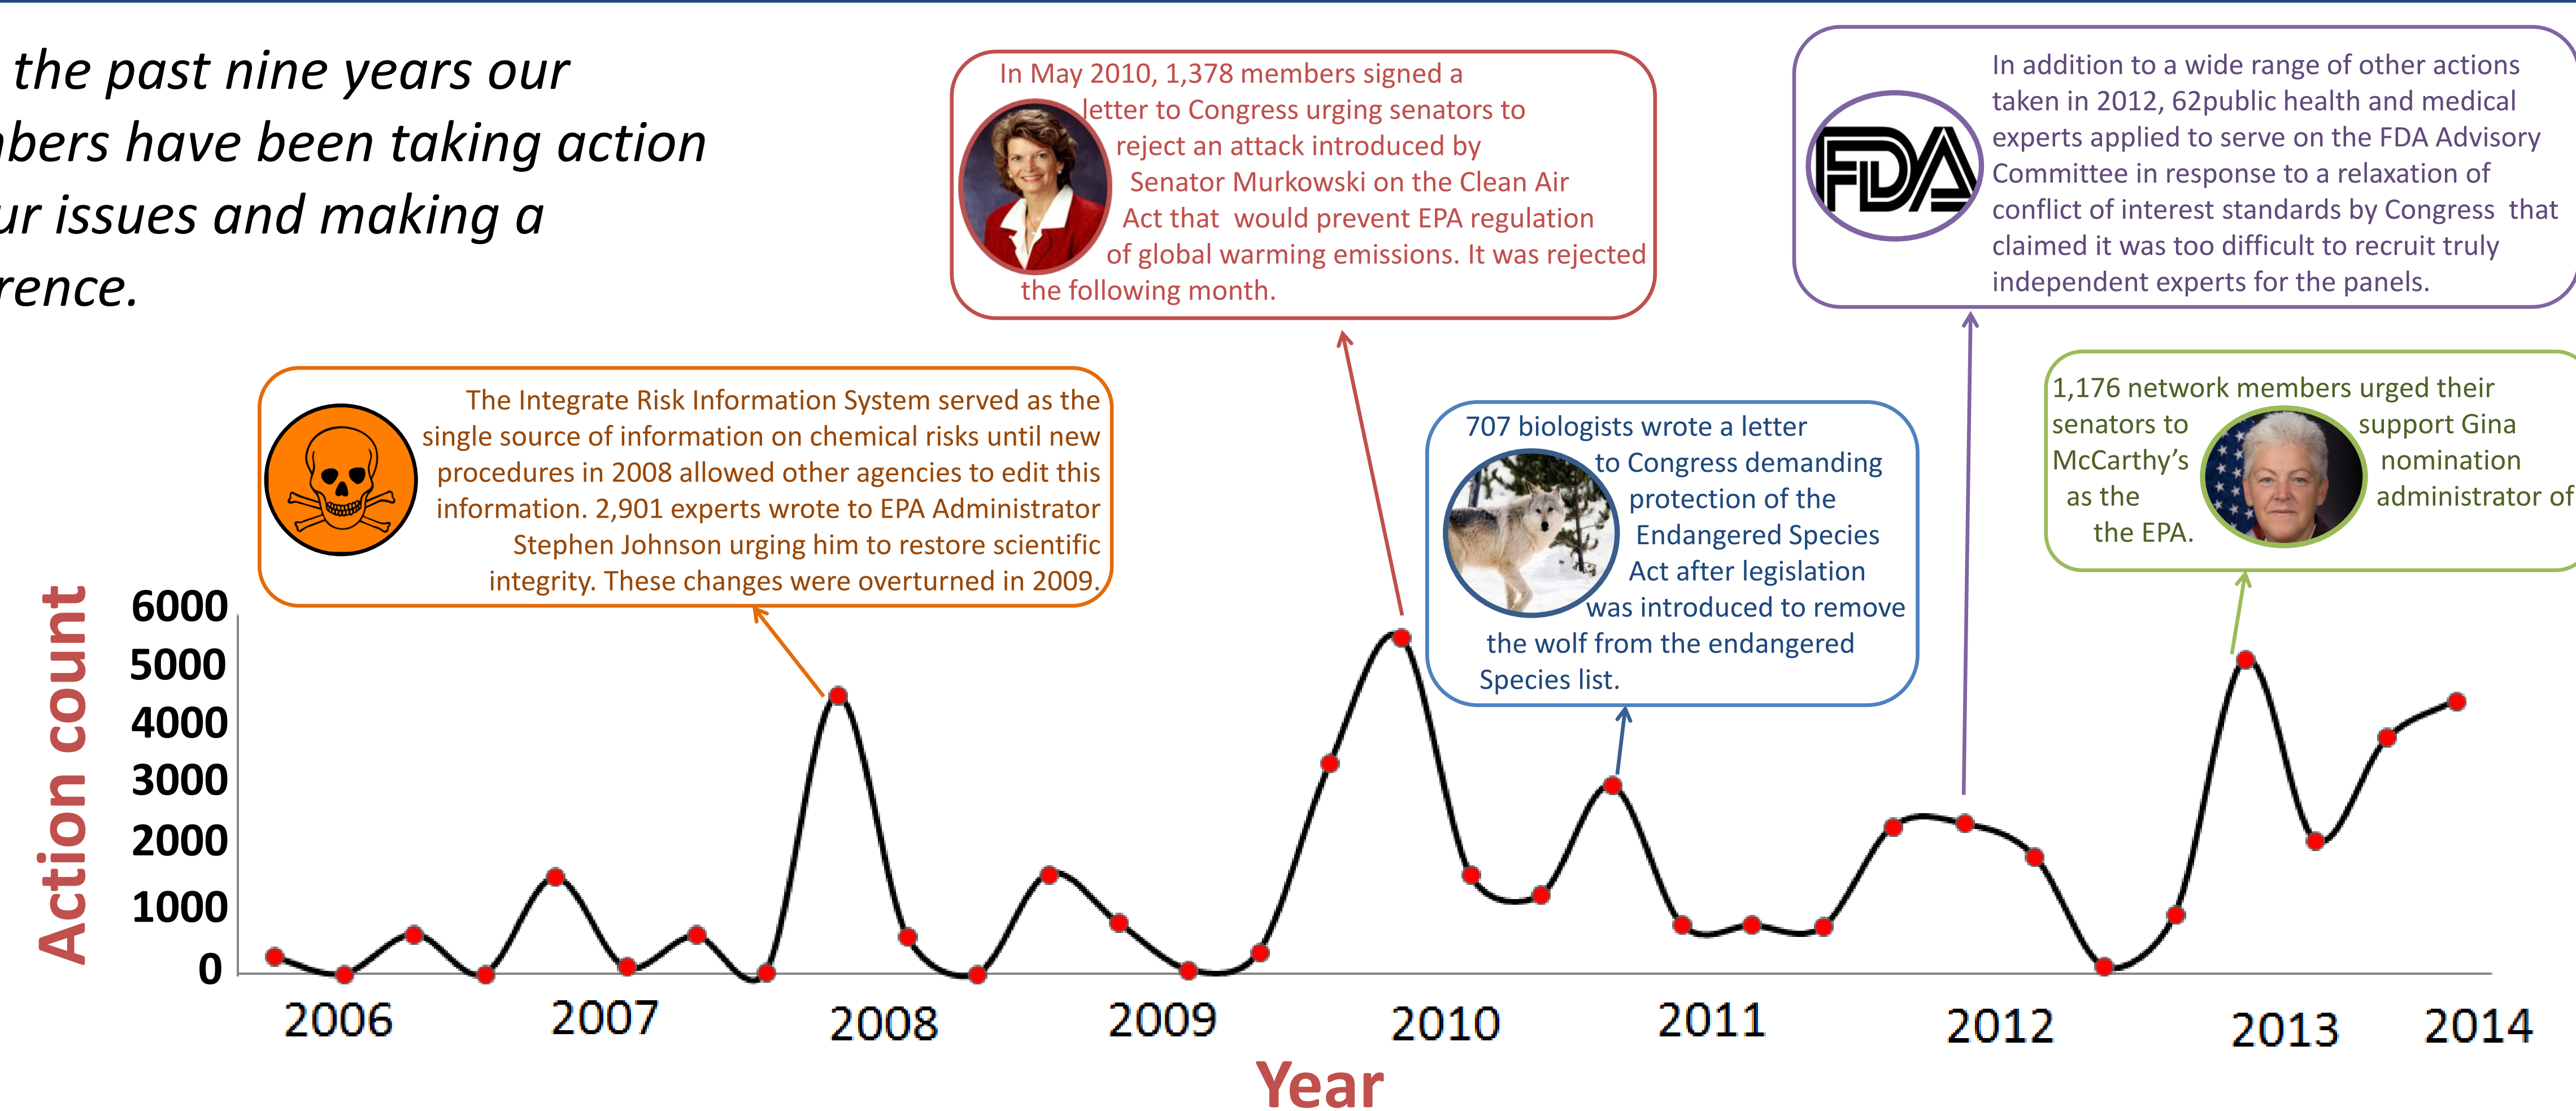 the past nine years our
have been taking action
issues and making a
In May 2010, 1,378 members signed a
letter to Congress urging senators to
reject an attack introduced by
Senator Murkowski on the Clean Air
Act that would prevent EPA regulation
of global warming emissions. It was rejected
the following month.
FDA
In addition to a wide range of other actions
taken in 2012, 62public health and medical
experts applied to serve on the FDA Advisory
Committee in response to a relaxation of
conflict of interest standards by Congress that
claimed it was too difficult to recruit truly
independent experts for the panels.
The Integrate Risk Information System served as the
single source of information on chemical risks until new
procedures in 2008 allowed other agencies to edit this
information. 2,901 experts wrote to EPA Administrator
Stephen Johnson urging him to restore scientific
integrity. These changes were overturned in 2009.
707 biologists wrote a letter
to Congress demanding
protection of the
Endangered Species
Act after legislation
was introduced to remove
the wolf from the endangered
Species list.
1,176 network members urged their
senators to support Gina
McCarthy's nomination
as the administrator of
the EPA.
Action count
6000
5000
4000
3000
2000
1000
0
2006 2007 2008 2009 2010 2011 2012 2013 2014
Year